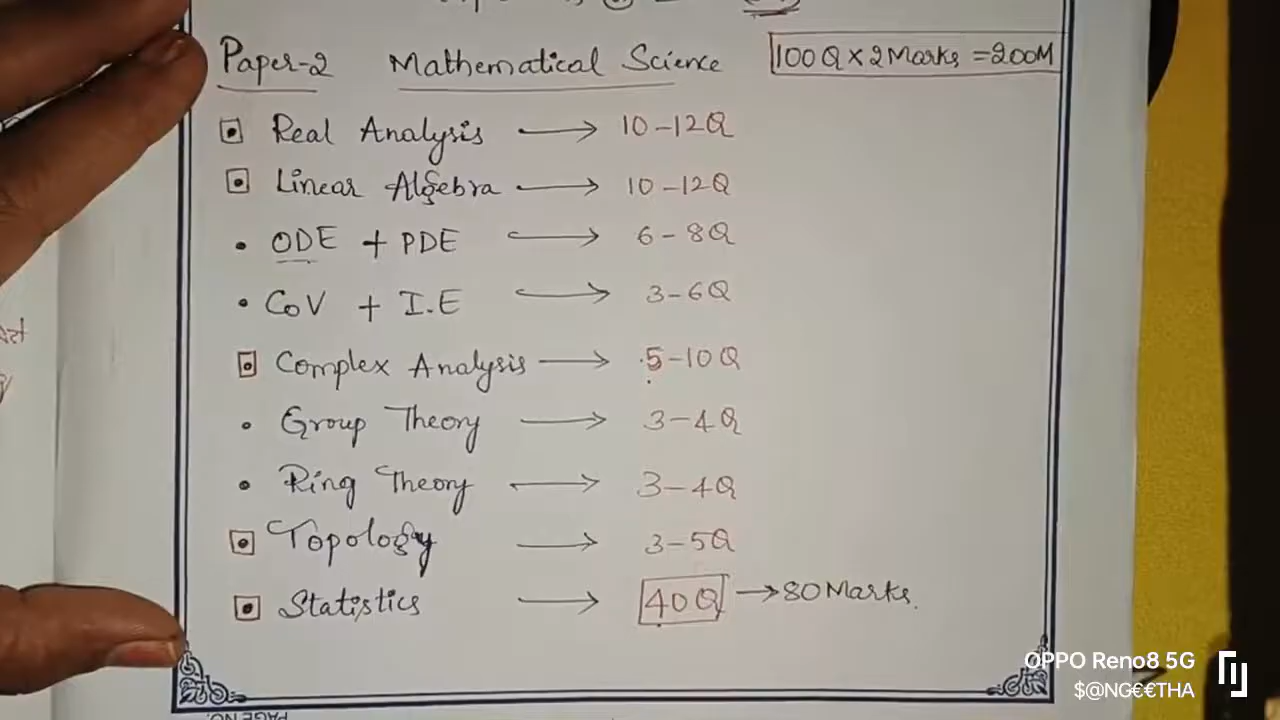 Paper-2 Mathematical Science 100Q×2 Marks = 200M
Real Analysis → 10-12Q
Linear Algebra → 10-12Q
• ODE + PDE → 6-8Q
• CoV + I.E → 3-6Q
Complex Analysis → 5-10Q
• Group Theory → 3-4Q
• Ring Theory → 3-4Q
Topology → 3-5Q
Statistics → 40Q → 80 Marks.
OPPO Reno8 5G
$@NG€€THA
PAGE NO.